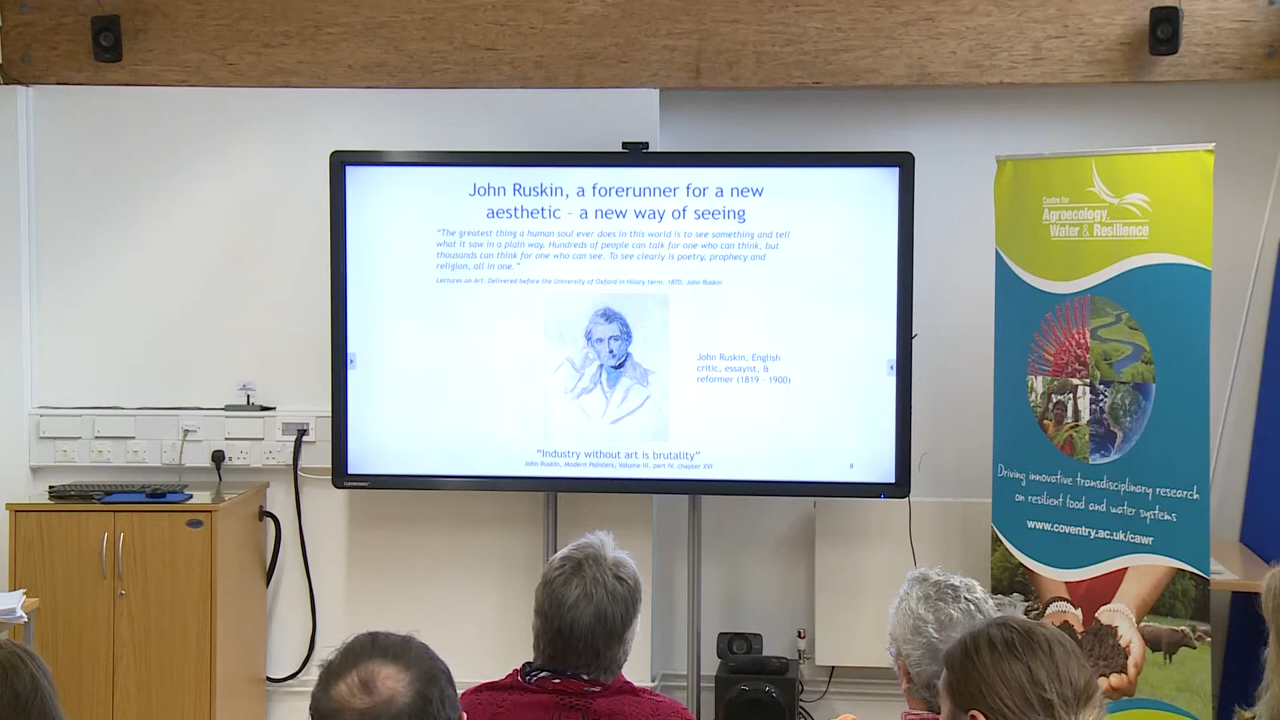 John Ruskin, a forerunner for a new
aesthetic - a new way of seeing
"The greatest thing a human soul ever does in this world is to see something and tell
what it saw in a plain way. Hundreds of people can talk for one who can think, but
thousands can think for one who can see. To see clearly is poetry, prophecy and
religion, all in one."
Lectures on Art. Delivered before the University of Oxford in Hilary term, 1870, John Ruskin
John Ruskin, English
critic, essayist, &
reformer (1819 - 1900)
"Industry without art is brutality"
John Ruskin, Modern Painters, Volume III, part IV, chapter XVI
8
CLEVERTOUCH
Centre for
Agroecology,
Water & Resilience
Driving innovative transdisciplinary research
on resilient food and water systems
www.coventry.ac.uk/cawr